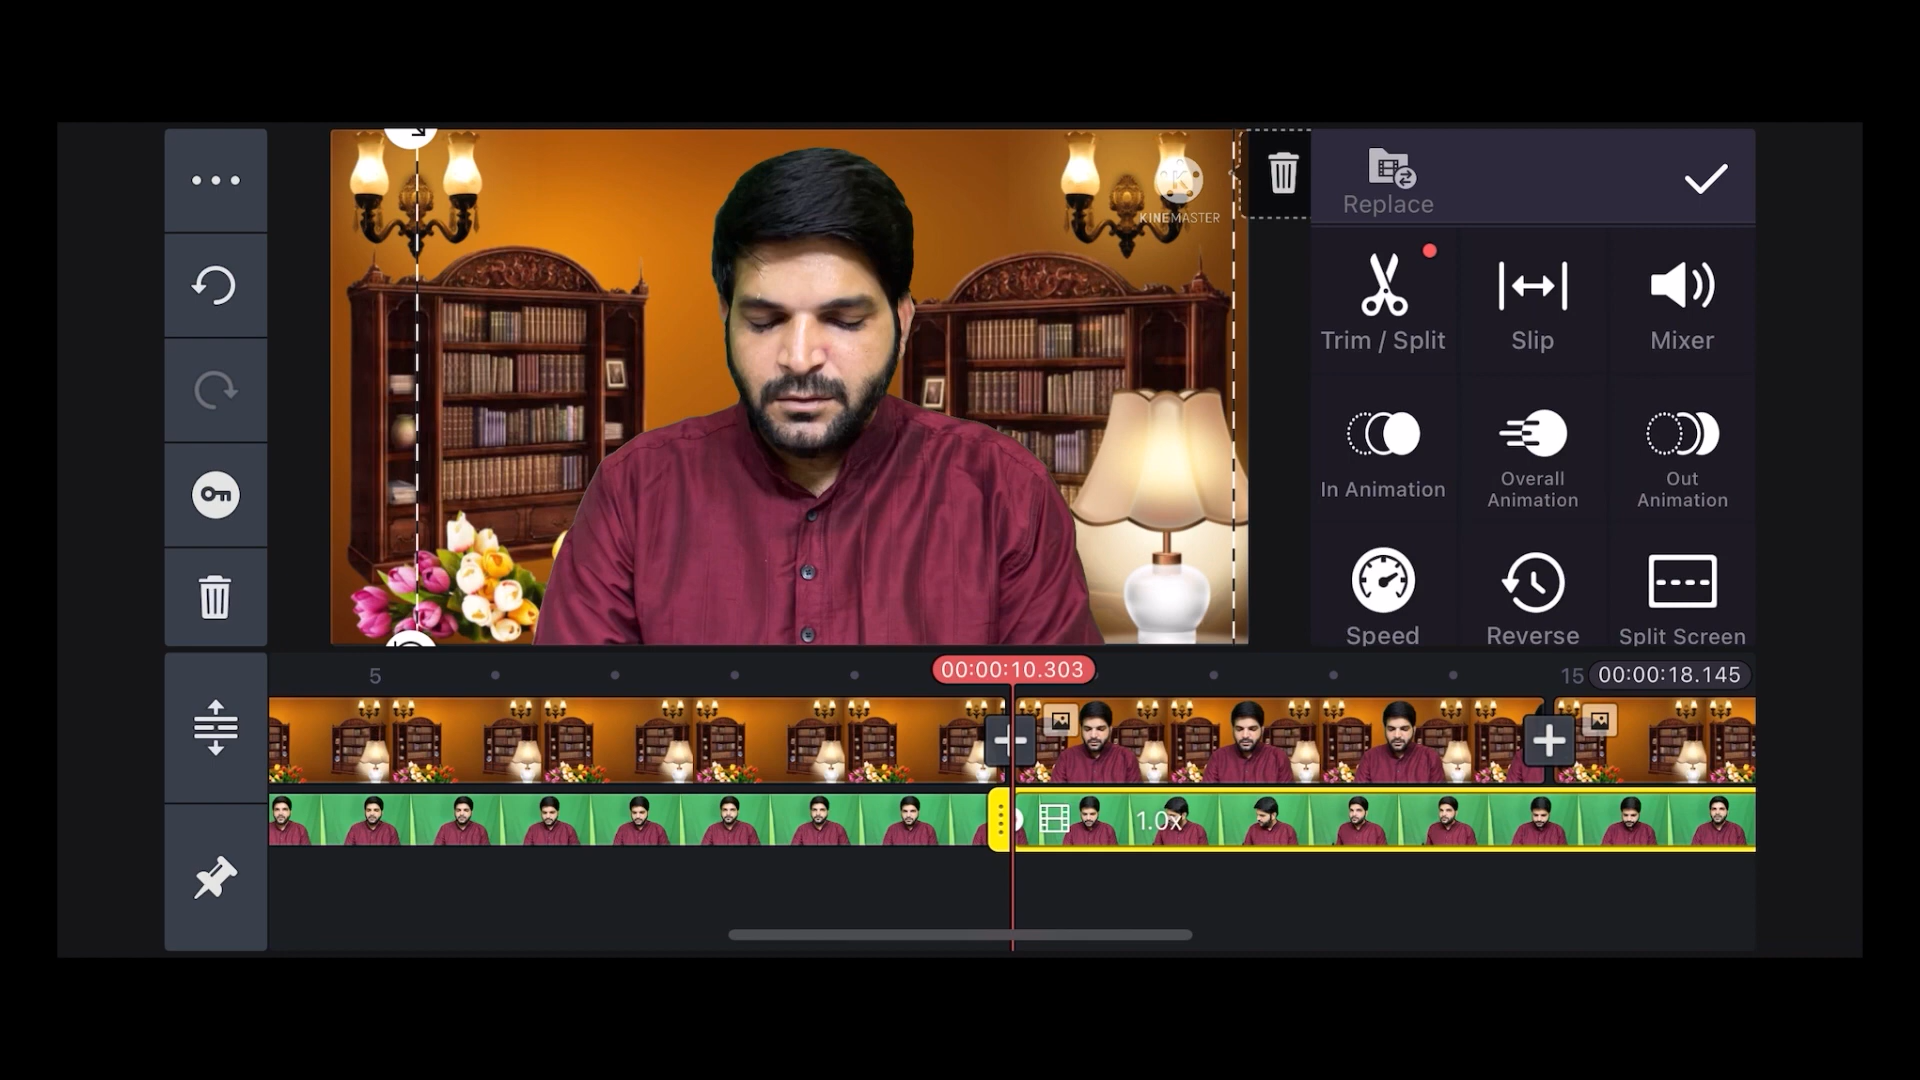 KINEMASTER
Replace
Trim / Split
Slip
Mixer
In Animation
Overall
Animation
Out
Animation
Speed
Reverse
Split Screen
5
00:00:10.303
15
00:00:18.145
1.0x